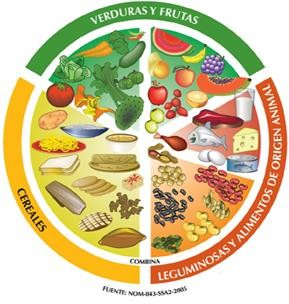 VERDURAS Y FRUTAS
CEREALES
LEGUMINOSAS Y ALIMENTOS DE ORIGEN ANIMAL
COMBINA
FUENTE: NOM-043-SSA2-2005